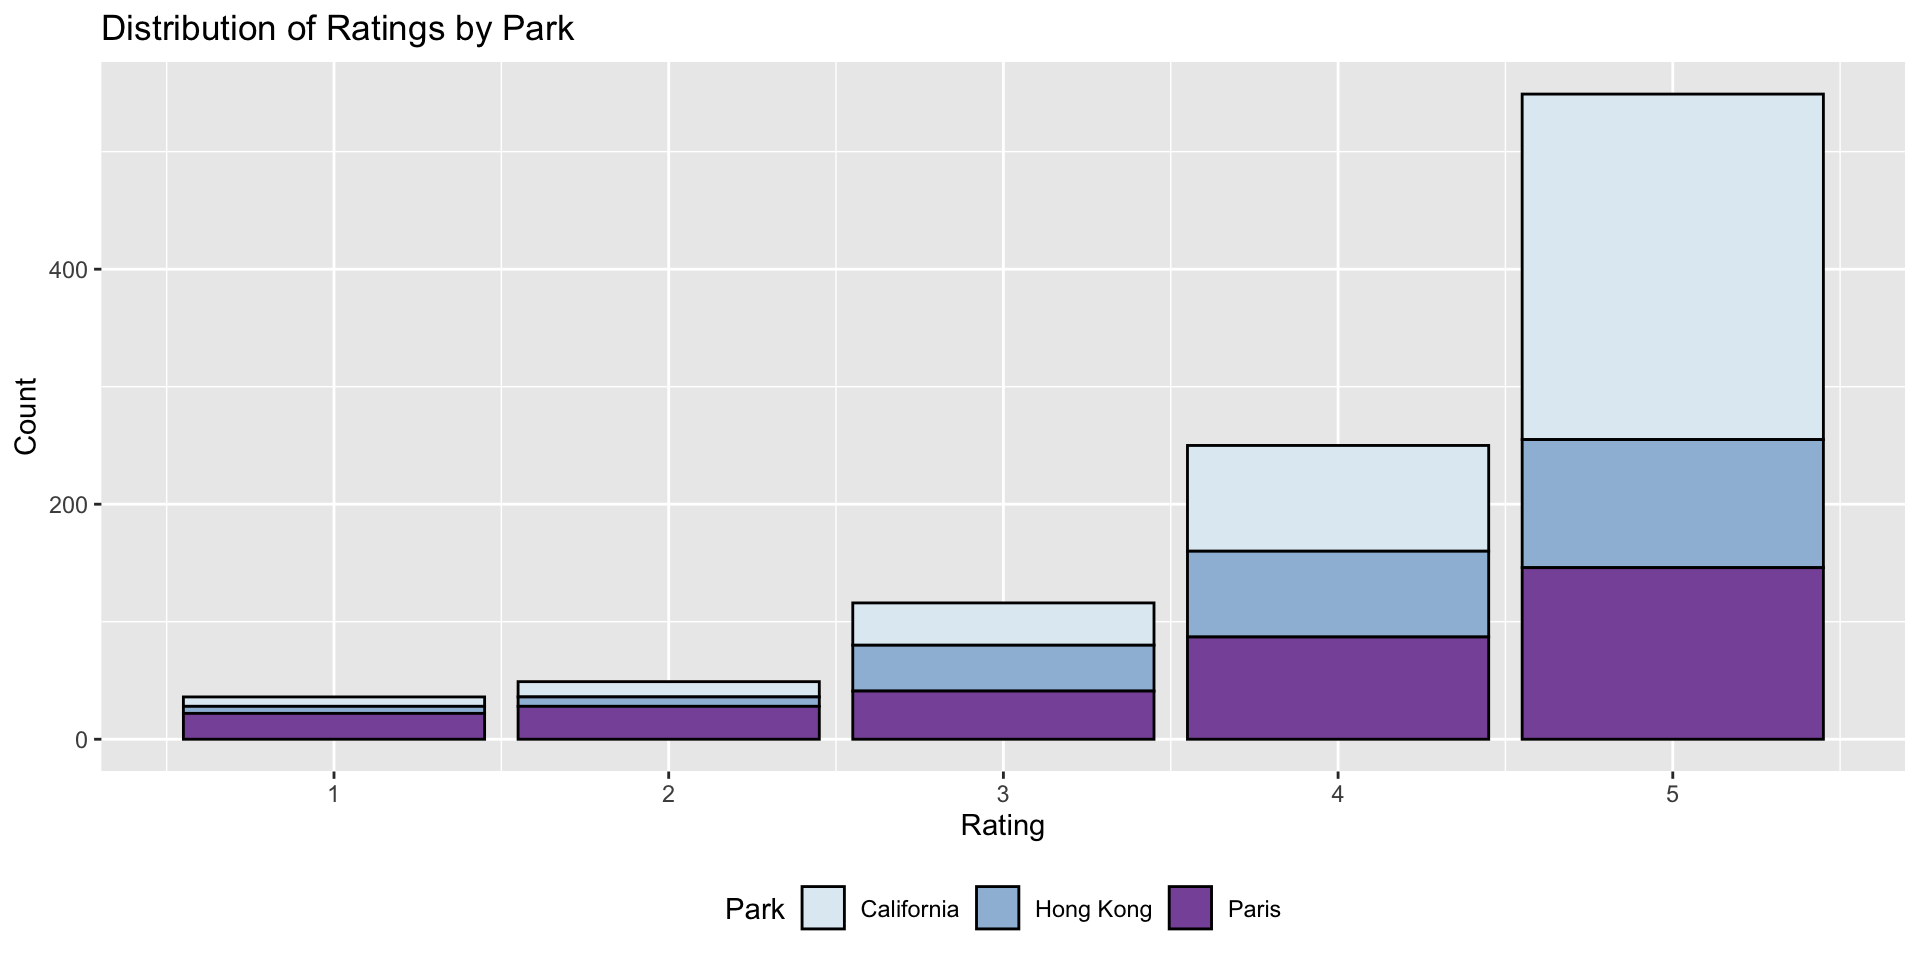 Distribution of Ratings by Park
Count
400
200
0
1 2 3 4 5
Rating
Park California Hong Kong Paris